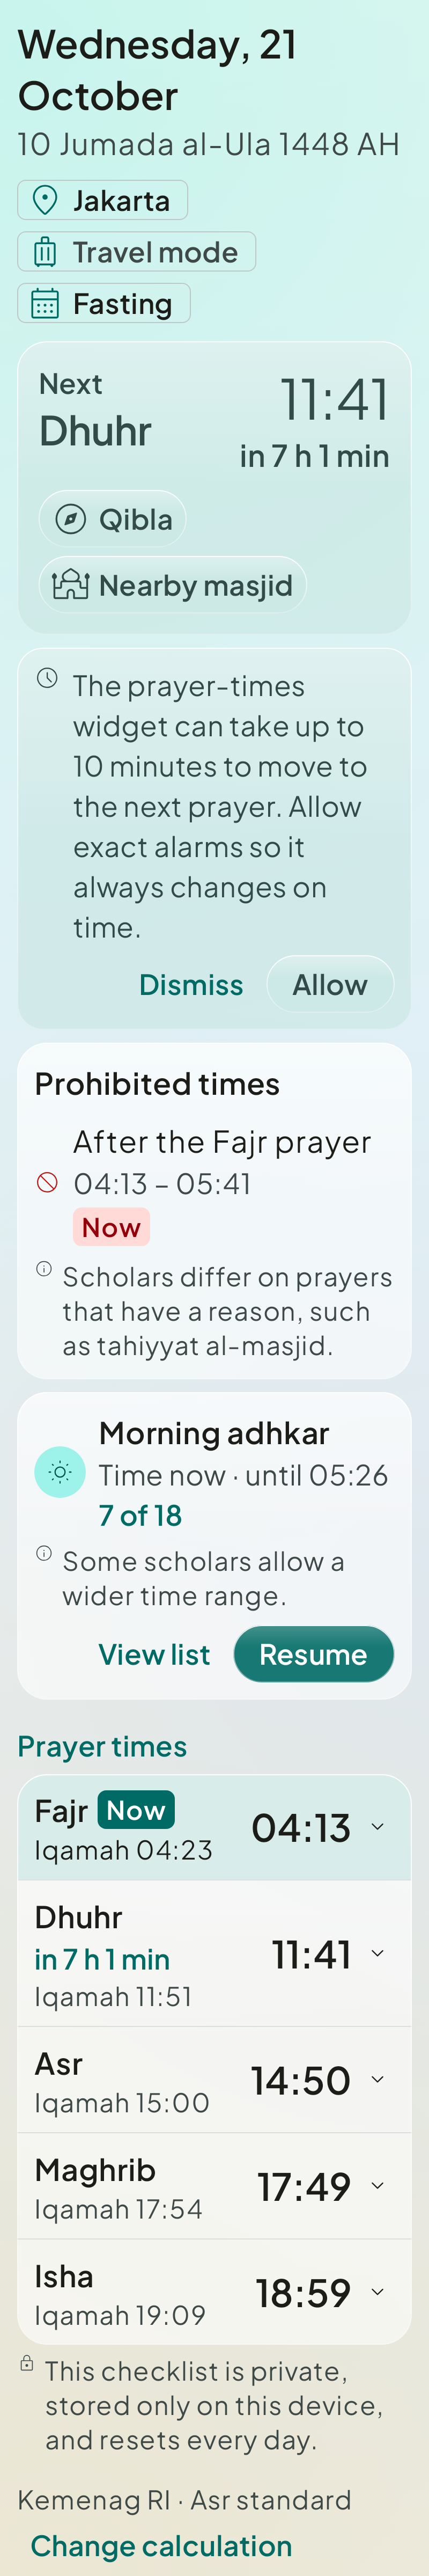 Wednesday, 21
October
10 Jumada al-Ula 1448 AH
Jakarta
Travel mode
Fasting
Next
Dhuhr
11:41
in 7 h 1 min
Qibla
Nearby masjid
The prayer-times
widget can take up to
10 minutes to move to
the next prayer. Allow
exact alarms so it
always changes on
time.
Dismiss
Allow
Prohibited times
After the Fajr prayer
04:13 – 05:41
Now
Scholars differ on prayers
that have a reason, such
as tahiyyat al-masjid.
Morning adhkar
Time now · until 05:26
7 of 18
Some scholars allow a
wider time range.
View list
Resume
Prayer times
Fajr Now
Iqamah 04:23
04:13
Dhuhr
in 7 h 1 min
Iqamah 11:51
11:41
Asr
Iqamah 15:00
14:50
Maghrib
Iqamah 17:54
17:49
Isha
Iqamah 19:09
18:59
This checklist is private,
stored only on this device,
and resets every day.
Kemenag RI · Asr standard
Change calculation